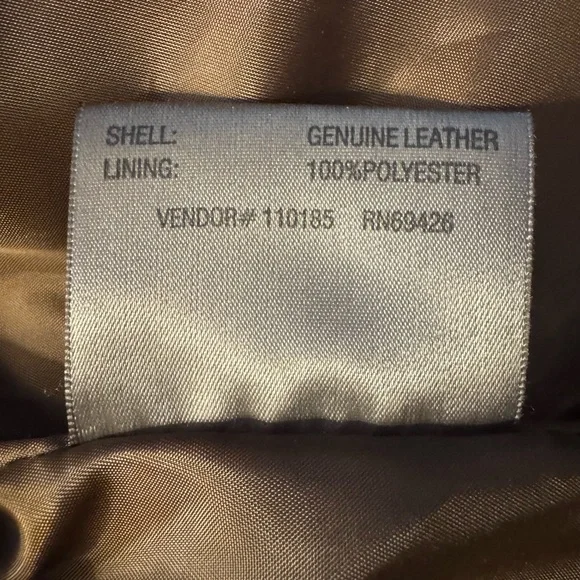 SHELL: GENUINE LEATHER
LINING: 100%POLYESTER
VENDOR# 110185 RN69426